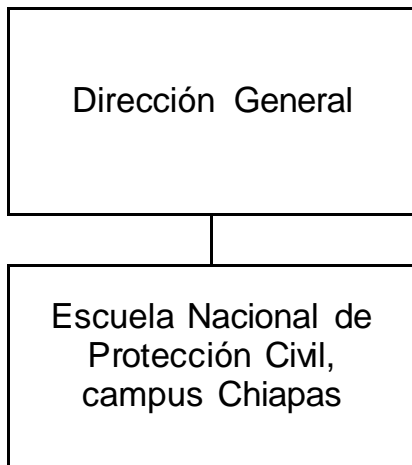 Dirección General
Escuela Nacional de
Protección Civil,
campus Chiapas